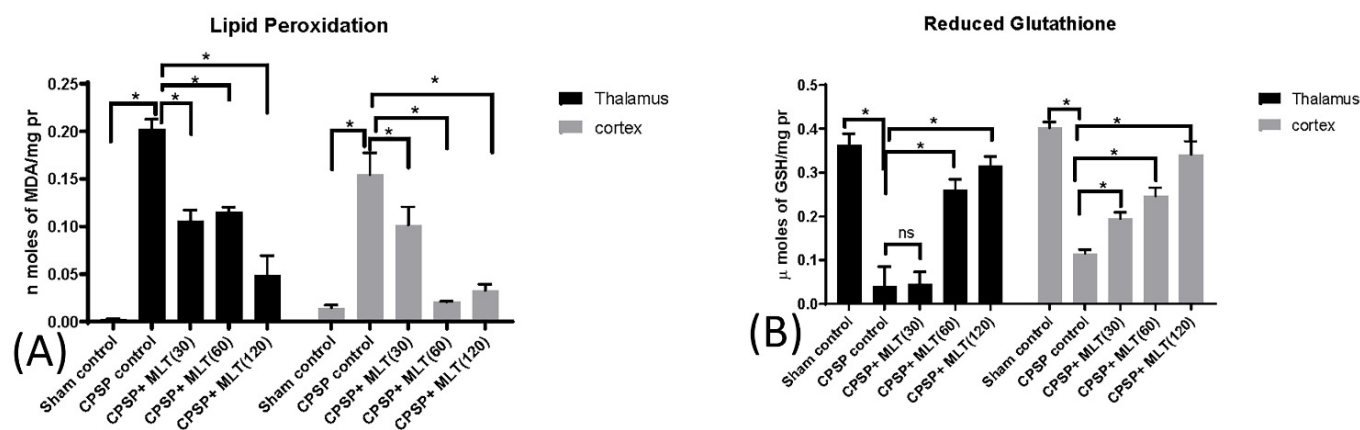 Lipid Peroxidation
n moles of MDA/mg pr
0.25
0.20
0.15
0.10
0.05
0.00
*
*
*
*
*
*
*
*
Thalamus
cortex
Sham control
CPSP control
CPSP+ MLT(30)
CPSP+ MLT(60)
CPSP+ MLT(120)
Sham control
CPSP control
CPSP+ MLT(30)
CPSP+ MLT(60)
CPSP+ MLT(120)
(A)
Reduced Glutathione
μ moles of GSH/mg pr
0.5
0.4
0.3
0.2
0.1
0.0
*
*
*
ns
*
*
*
*
Thalamus
cortex
Sham control
CPSP control
CPSP+ MLT(30)
CPSP+ MLT(60)
CPSP+ MLT(120)
Sham control
CPSP control
CPSP+ MLT(30)
CPSP+ MLT(60)
CPSP+ MLT(120)
(B)